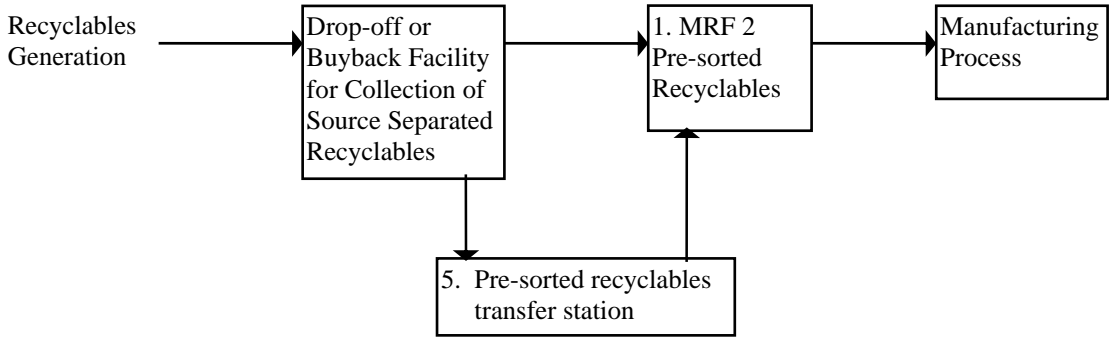 Recyclables
Generation
Drop-off or
Buyback Facility
for Collection of
Source Separated
Recyclables
1. MRF 2
Pre-sorted
Recyclables
Manufacturing
Process
5. Pre-sorted recyclables
transfer station